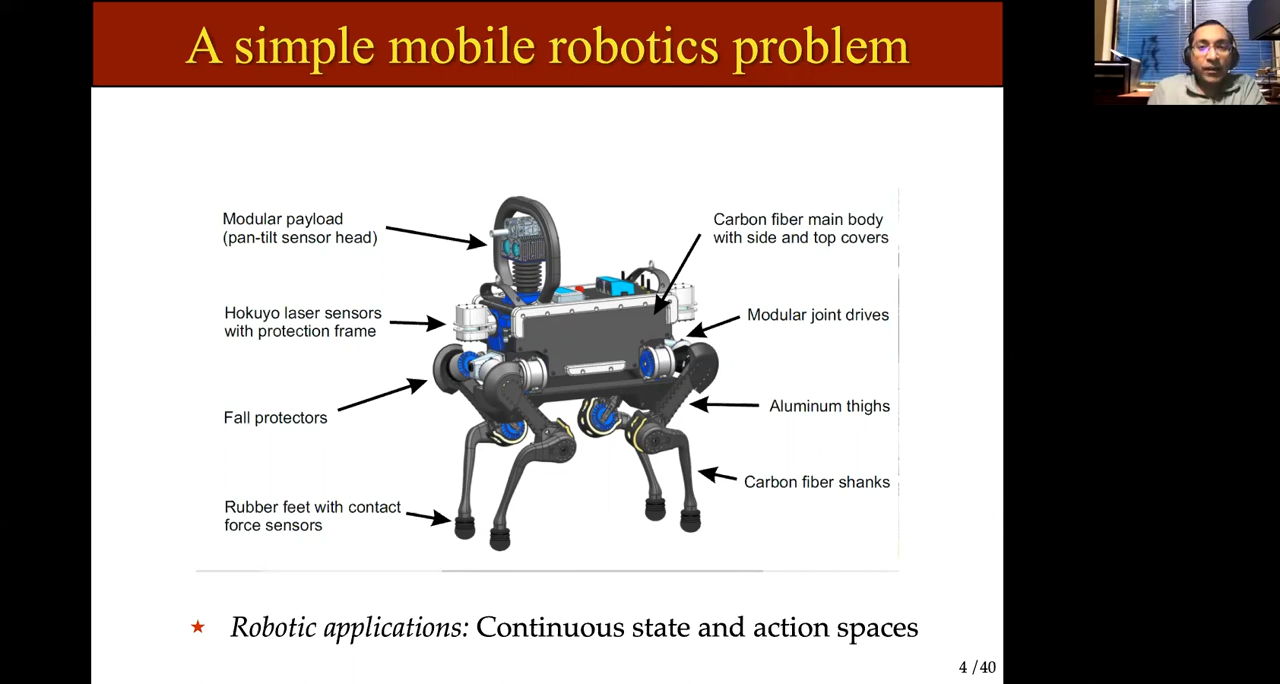 A simple mobile robotics problem
Modular payload
(pan-tilt sensor head)
Carbon fiber main body
with side and top covers
Hokuyo laser sensors
with protection frame
Modular joint drives
Fall protectors
Aluminum thighs
Carbon fiber shanks
Rubber feet with contact
force sensors
★ Robotic applications: Continuous state and action spaces
4 / 40